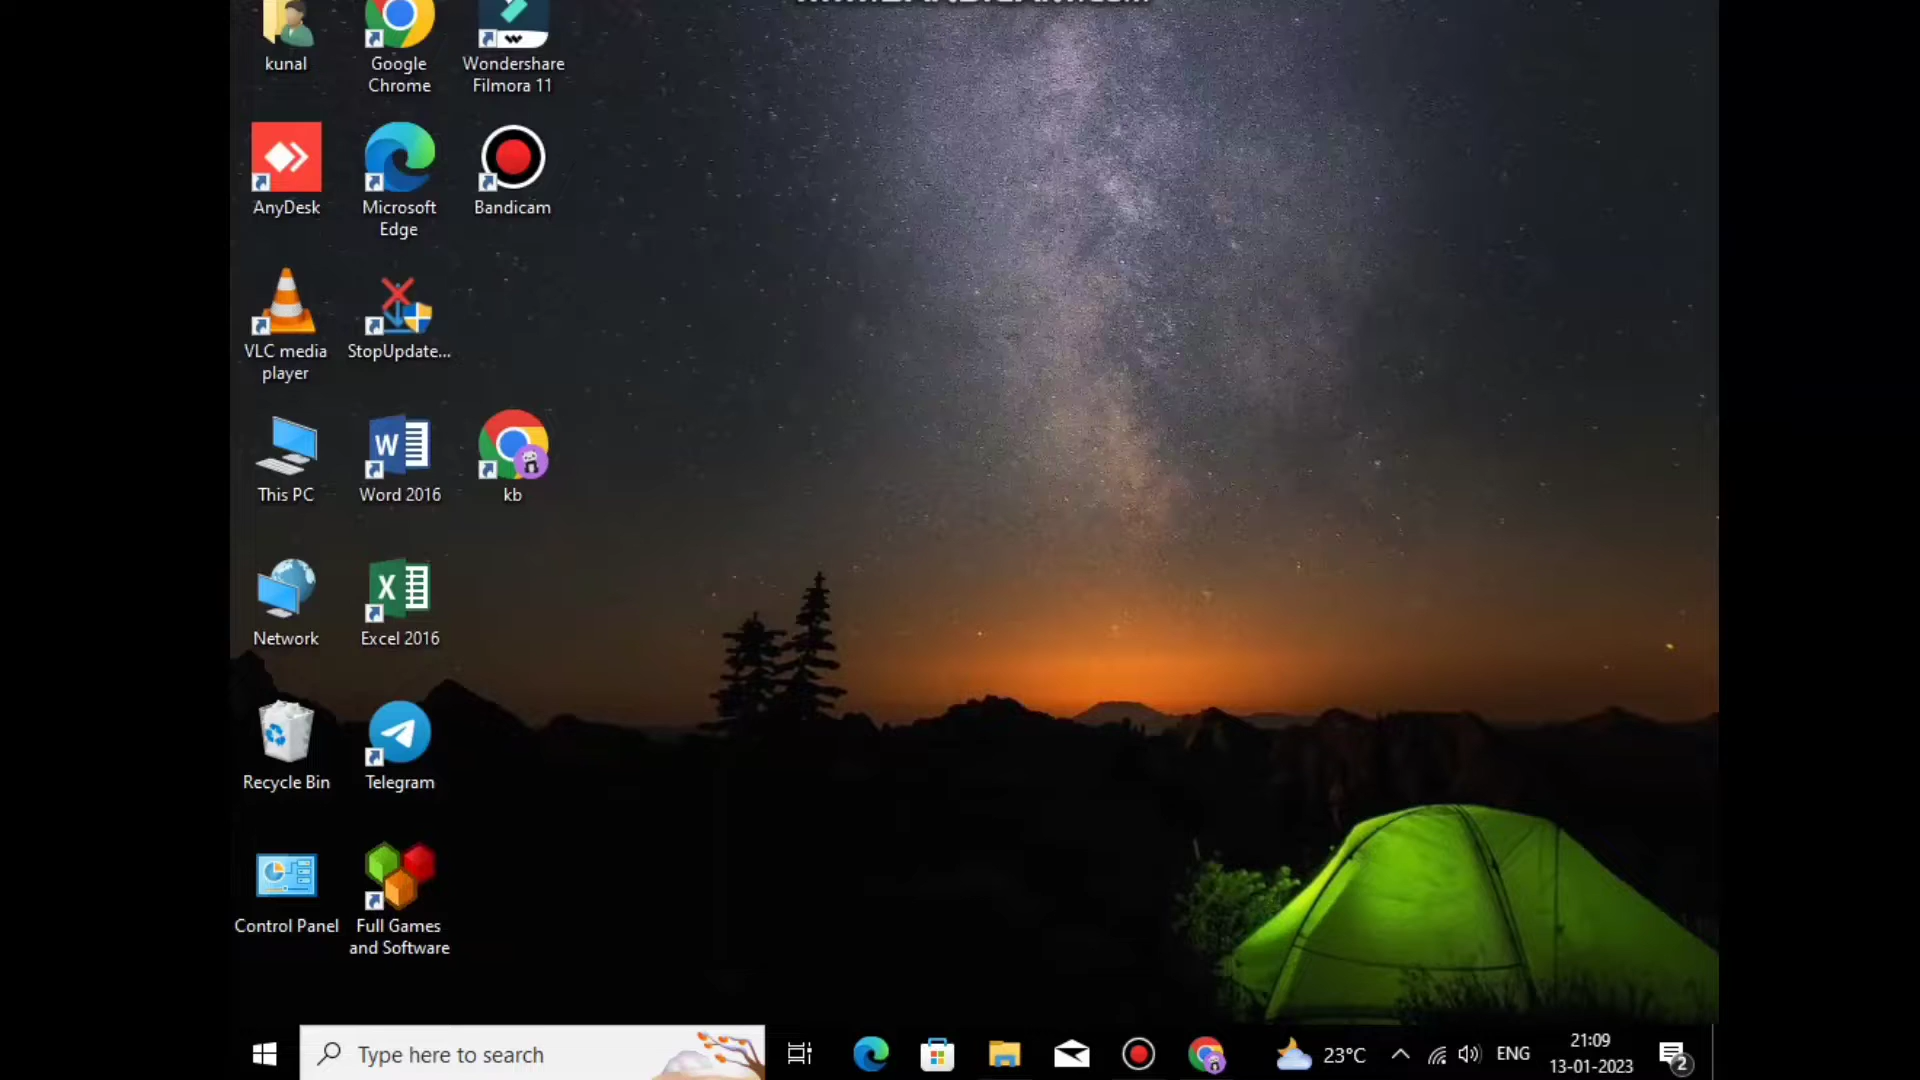 kunal
Google
Chrome
Wondershare
Filmora 11
AnyDesk
Microsoft
Edge
Bandicam
VLC media
player
StopUpdate...
This PC
W
Word 2016
kb
Network
X
Excel 2016
Recycle Bin
Telegram
Control Panel
Full Games
and Software
Type here to search
23°C
ENG
21:09
13-01-2023
2